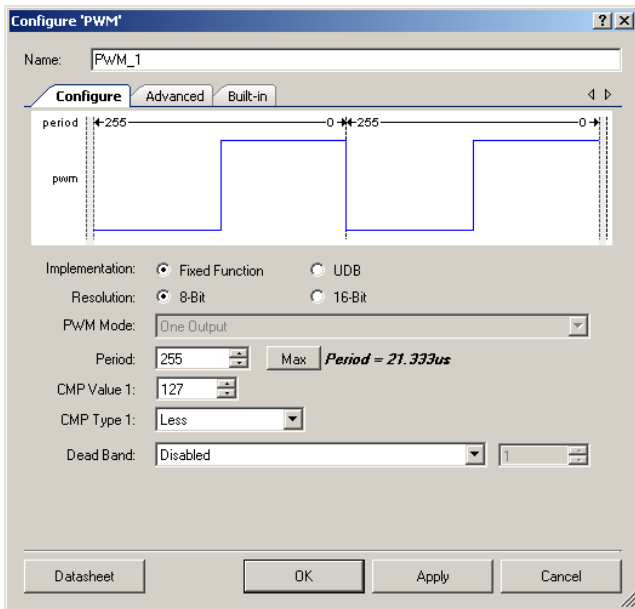 Configure 'PWM'
Name: PWM_1
Configure Advanced Built-in
period 255 0 255 0
pwm
Implementation: Fixed Function UDB
Resolution: 8-Bit 16-Bit
PWM Mode: One Output
Period: 255 Max Period = 21.333us
CMP Value 1: 127
CMP Type 1: Less
Dead Band: Disabled 1
Datasheet OK Apply Cancel